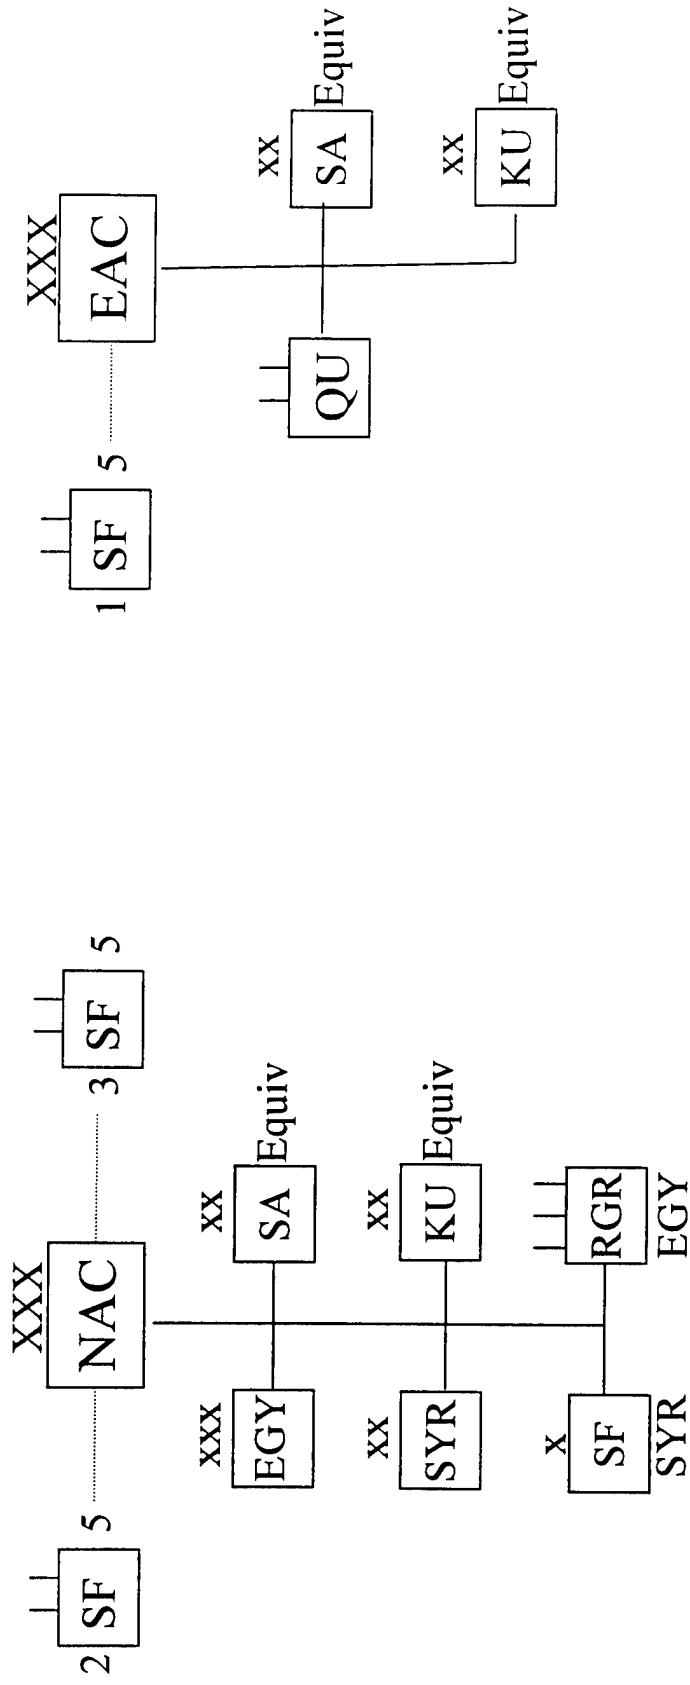 XXX
2 SF 5 NAC 3 SF 5
xxx xx
EGY SA Equiv
xx xx
SYR KU Equiv
x
SF RGR
SYR EGY
XXX
1 SF 5 EAC
xx
QU SA Equiv
xx
KU Equiv